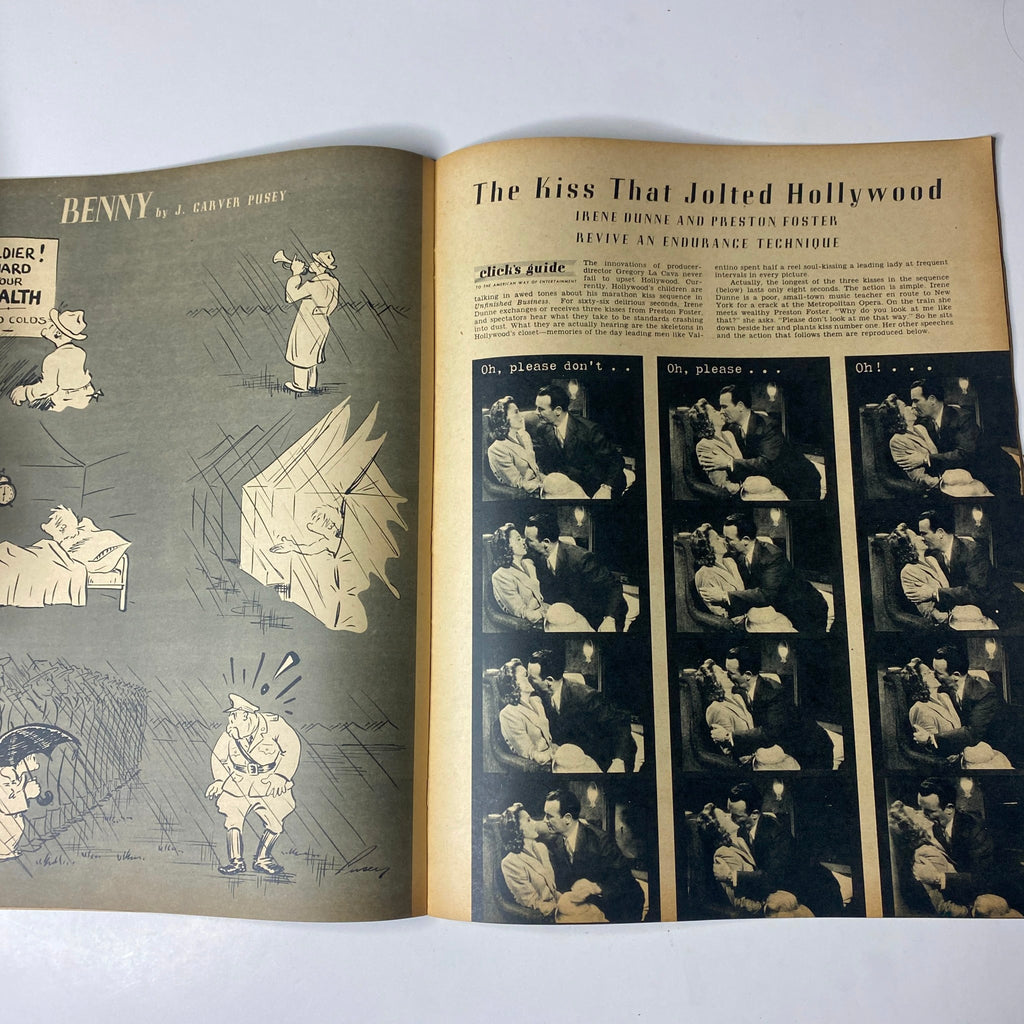 BENNY by J. CARVER PUSEY
DIER!
ARD
OUR
ALTH
D COLDS
Pusey
The Kiss That Jolted Hollywood
IRENE DUNNE AND PRESTON FOSTER
REVIVE AN ENDURANCE TECHNIQUE
click's guide
TO THE AMERICAN WAY OF ENTERTAINMENT
The innovations of producer-
director Gregory La Cava never
fail to upset Hollywood. Cur-
rently, Hollywood's children are
talking in awed tones about his marathon kiss sequence in
Unfinished Business. For sixty-six delirious seconds, Irene
Dunne exchanges or receives three kisses from Preston Foster,
and spectators hear what they take to be standards crashing
into dust. What they are actually hearing are the skeletons in
Hollywood's closet—memories of the day leading men like Val-
entino spent half a reel soul-kissing a leading lady at frequent
intervals in every picture.
Actually, the longest of the three kisses in the sequence
(below) lasts only eight seconds. The action is simple. Irene
Dunne is a poor, small-town music teacher en route to New
York for a crack at the Metropolitan Opera. On the train she
meets wealthy Preston Foster. "Why do you look at me like
that?" she asks. "Please don't look at me that way." So he sits
down beside her and plants kiss number one. Her other speeches
and the action that follows them are reproduced below.
Oh, please don't . .
Oh, please . . .
Oh! . . .